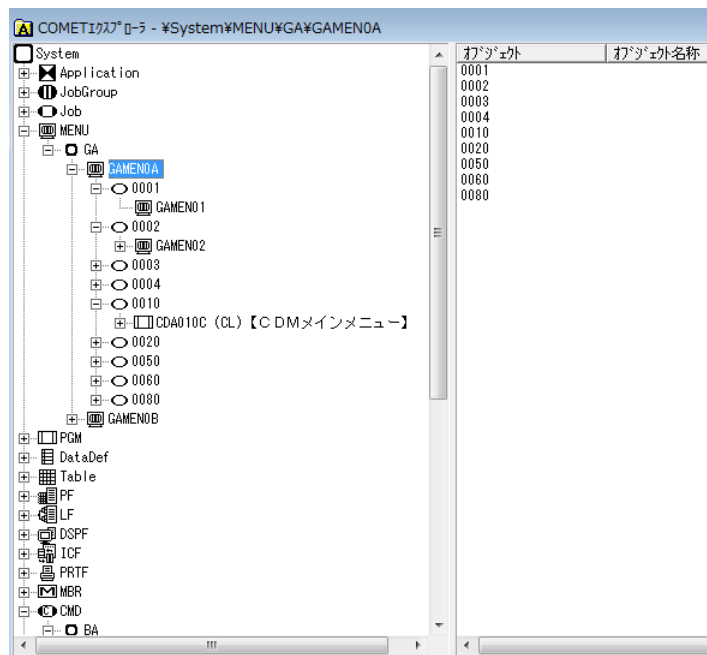 COMETｴｸｽﾌﾟﾛｰﾗ - ¥System¥MENU¥GA¥GAMEN0A
System
Application
JobGroup
Job
MENU
GA
GAMEN0A
0001
GAMEN01
0002
GAMEN02
0003
0004
0010
CDA010C (CL)【ＣＤＭメインメニュー】
0020
0050
0060
0080
GAMEN0B
PGM
DataDef
Table
PF
LF
DSPF
ICF
PRTF
MBR
CMD
BA
ｵﾌﾞｼﾞｪｸﾄ ｵﾌﾞｼﾞｪｸﾄ名称
0001
0002
0003
0004
0010
0020
0050
0060
0080